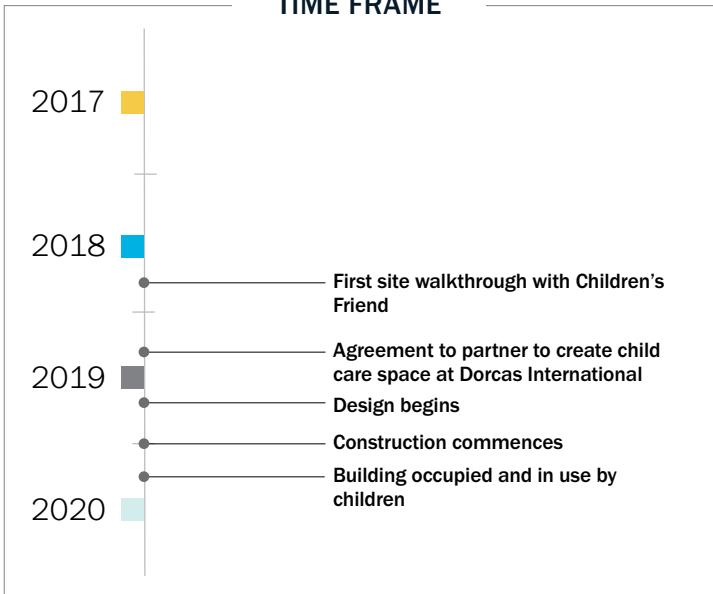 TIME FRAME
2017
2018
First site walkthrough with Children’s
Friend
Agreement to partner to create child
care space at Dorcas International
2019
Design begins
Construction commences
Building occupied and in use by
children
2020